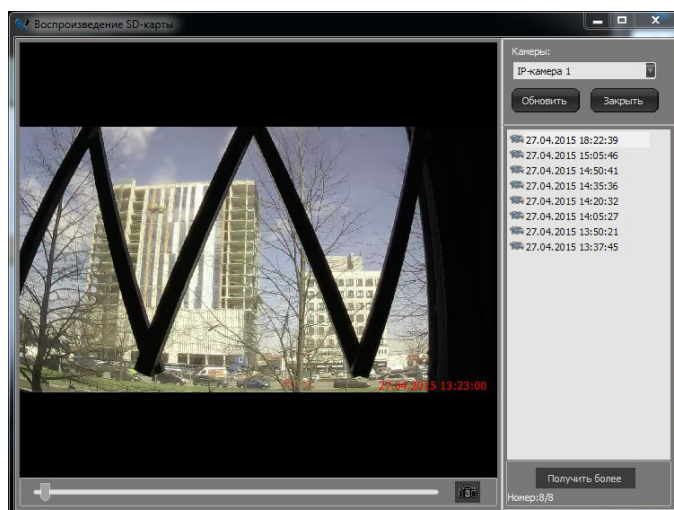 Воспроизведение SD-карты
Камеры:
IP-камера 1
Обновить
Закрыть
27.04.2015 18:22:39
27.04.2015 15:05:46
27.04.2015 14:50:41
27.04.2015 14:35:36
27.04.2015 14:20:32
27.04.2015 14:05:27
27.04.2015 13:50:21
27.04.2015 13:37:45
27.04.2015 13:23:00
Получить более
Номер:8/8